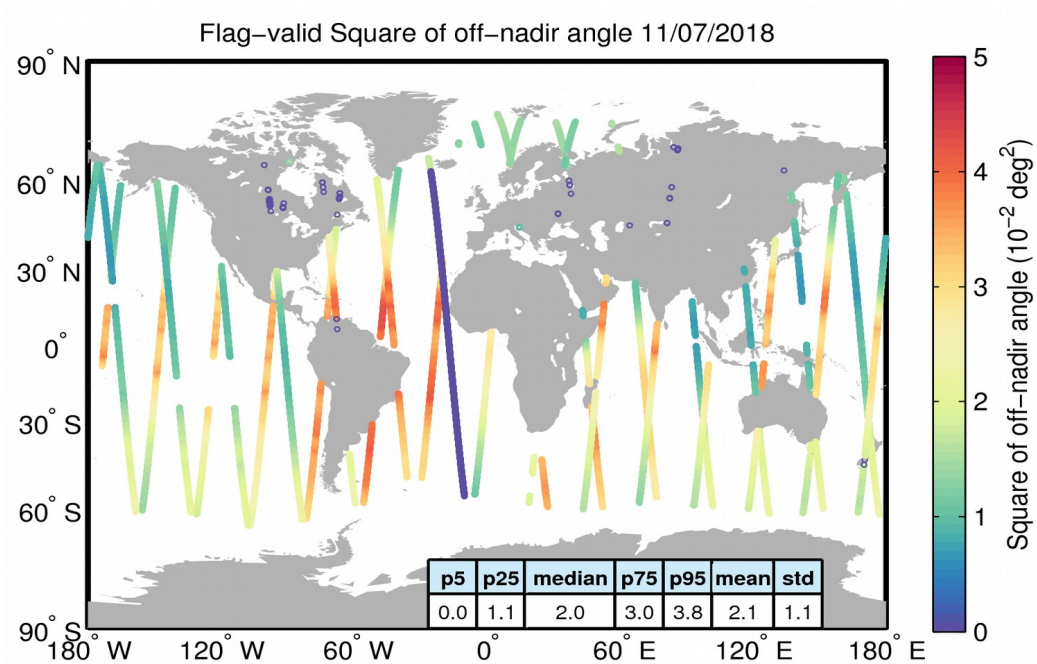 Flag−valid Square of off−nadir angle 11/07/2018
90° N
60° N
30° N
0°
30° S
60° S
90° S
180° W
120° W
60° W
0°
60° E
120° E
180° E
5
4
3
2
1
0
Square of off−nadir angle (10⁻² deg²)
p5 p25 median p75 p95 mean std
0.0 1.1 2.0 3.0 3.8 2.1 1.1